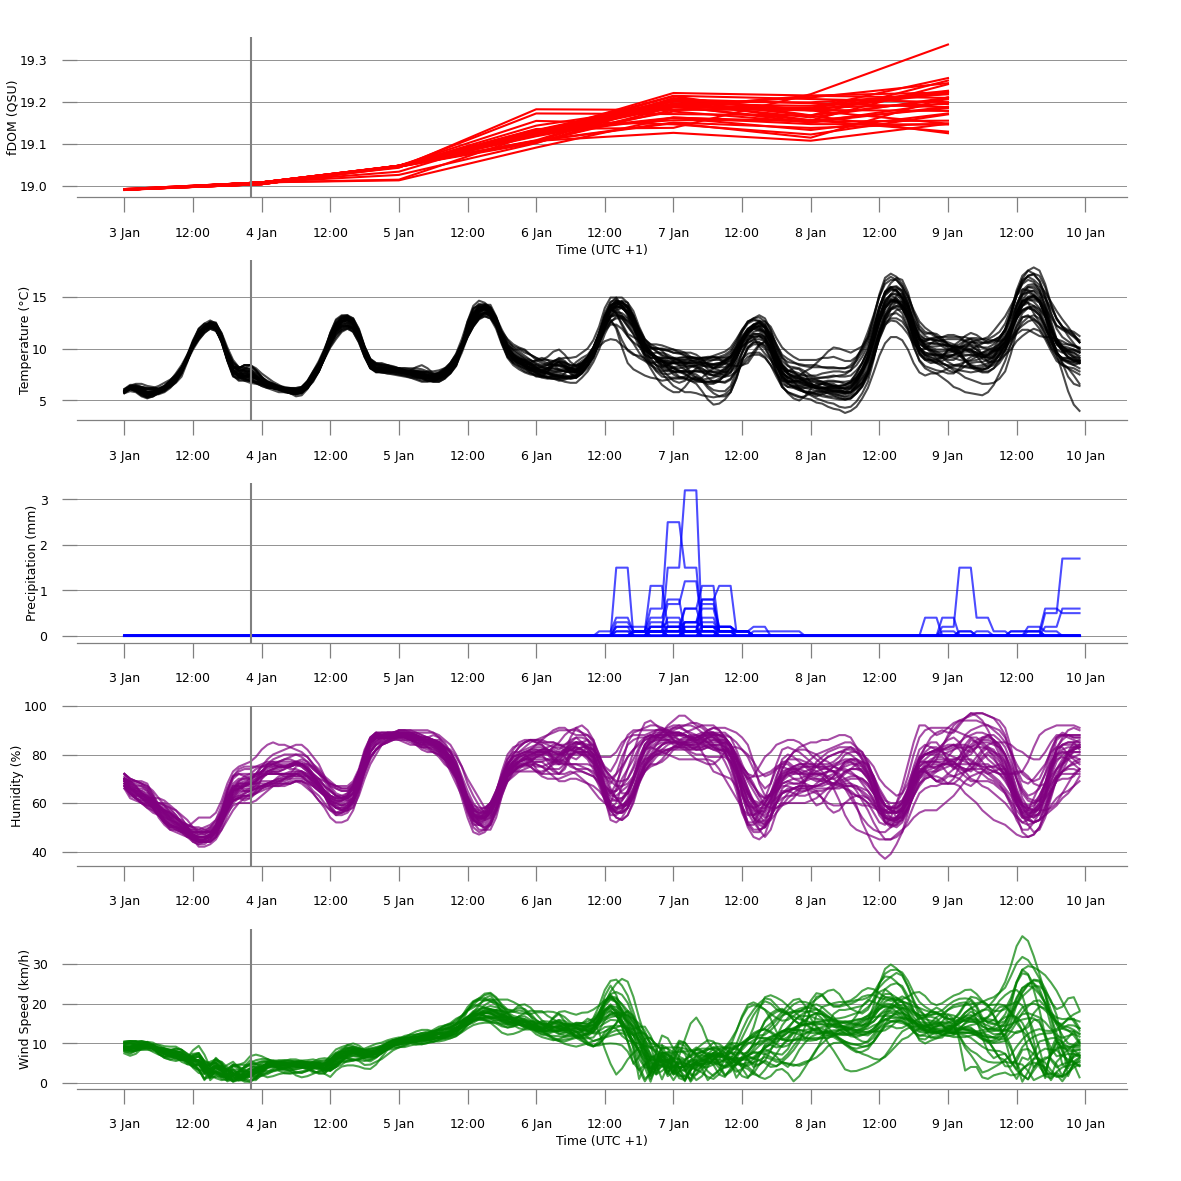 fDOM (QSU)
19.3
19.2
19.1
19.0
3 Jan 12:00 4 Jan 12:00 5 Jan 12:00 6 Jan 12:00 7 Jan 12:00 8 Jan 12:00 9 Jan 12:00 10 Jan
Time (UTC +1)
Temperature (°C)
15
10
5
3 Jan 12:00 4 Jan 12:00 5 Jan 12:00 6 Jan 12:00 7 Jan 12:00 8 Jan 12:00 9 Jan 12:00 10 Jan
Precipitation (mm)
3
2
1
0
3 Jan 12:00 4 Jan 12:00 5 Jan 12:00 6 Jan 12:00 7 Jan 12:00 8 Jan 12:00 9 Jan 12:00 10 Jan
Humidity (%)
100
80
60
40
3 Jan 12:00 4 Jan 12:00 5 Jan 12:00 6 Jan 12:00 7 Jan 12:00 8 Jan 12:00 9 Jan 12:00 10 Jan
Wind Speed (km/h)
30
20
10
0
3 Jan 12:00 4 Jan 12:00 5 Jan 12:00 6 Jan 12:00 7 Jan 12:00 8 Jan 12:00 9 Jan 12:00 10 Jan
Time (UTC +1)